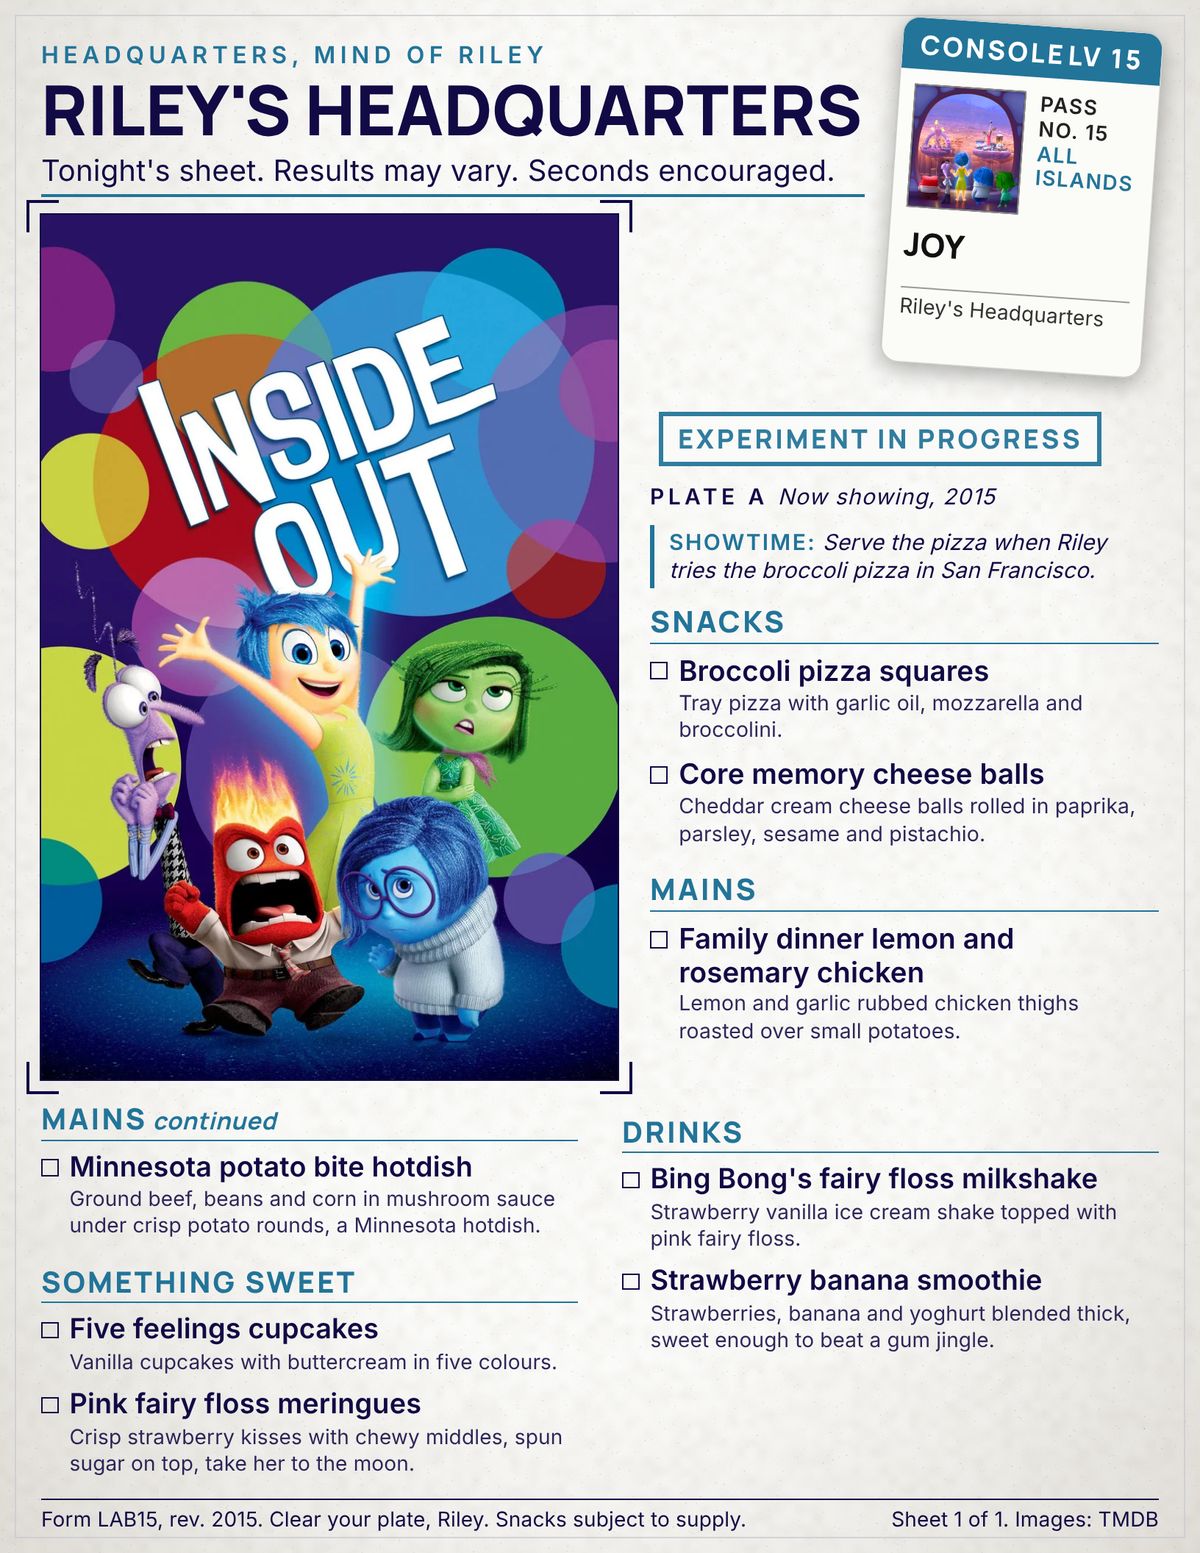 HEADQUARTERS, MIND OF RILEY
RILEY'S HEADQUARTERS
Tonight's sheet. Results may vary. Seconds encouraged.
CONSOLE LV 15
PASS
NO. 15
ALL
ISLANDS
JOY
Riley's Headquarters
INSIDE
OUT
EXPERIMENT IN PROGRESS
PLATE A Now showing, 2015
SHOWTIME: Serve the pizza when Riley
tries the broccoli pizza in San Francisco.
SNACKS
Broccoli pizza squares
Tray pizza with garlic oil, mozzarella and
broccolini.
Core memory cheese balls
Cheddar cream cheese balls rolled in paprika,
parsley, sesame and pistachio.
MAINS
Family dinner lemon and
rosemary chicken
Lemon and garlic rubbed chicken thighs
roasted over small potatoes.
MAINS continued
Minnesota potato bite hotdish
Ground beef, beans and corn in mushroom sauce
under crisp potato rounds, a Minnesota hotdish.
SOMETHING SWEET
Five feelings cupcakes
Vanilla cupcakes with buttercream in five colours.
Pink fairy floss meringues
Crisp strawberry kisses with chewy middles, spun
sugar on top, take her to the moon.
DRINKS
Bing Bong's fairy floss milkshake
Strawberry vanilla ice cream shake topped with
pink fairy floss.
Strawberry banana smoothie
Strawberries, banana and yoghurt blended thick,
sweet enough to beat a gum jingle.
Form LAB15, rev. 2015. Clear your plate, Riley. Snacks subject to supply.
Sheet 1 of 1. Images: TMDB